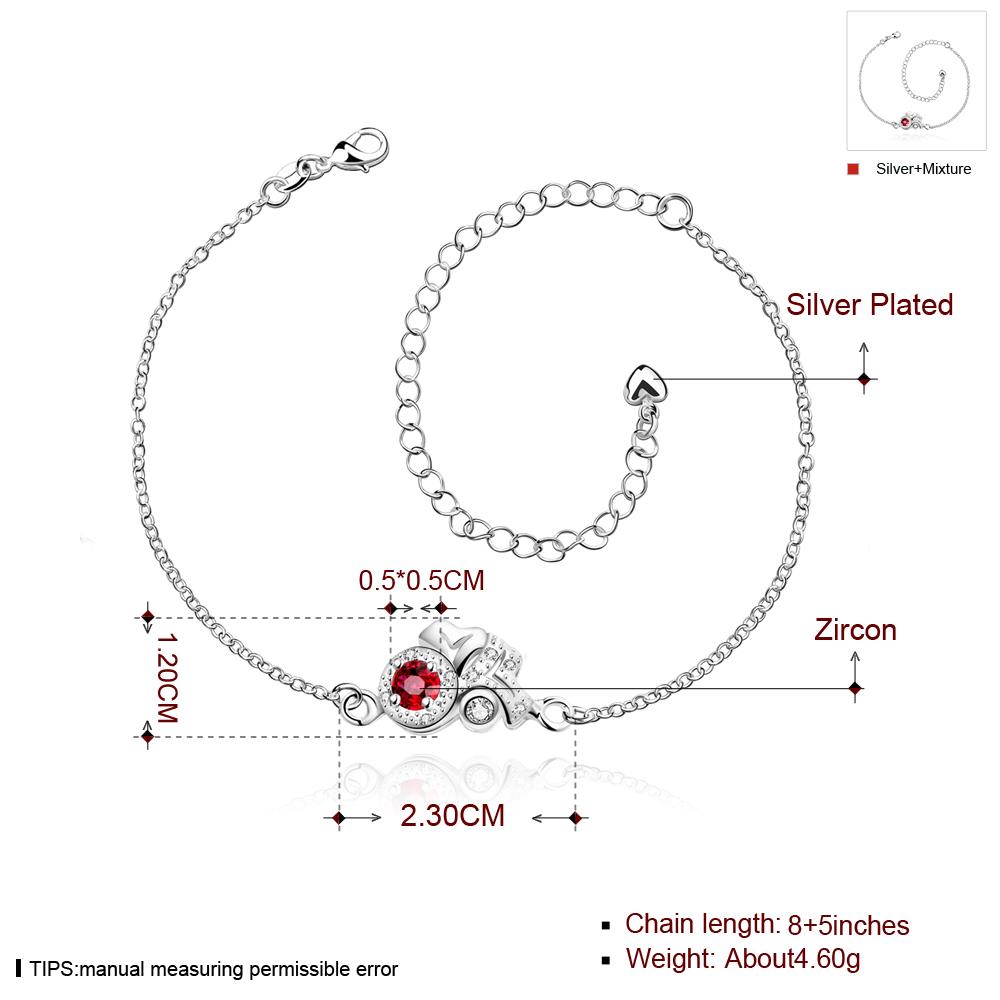 Silver+Mixture
Silver Plated
0.5*0.5CM
1.20CM
Zircon
2.30CM
Chain length: 8+5inches
Weight: About4.60g
TIPS:manual measuring permissible error